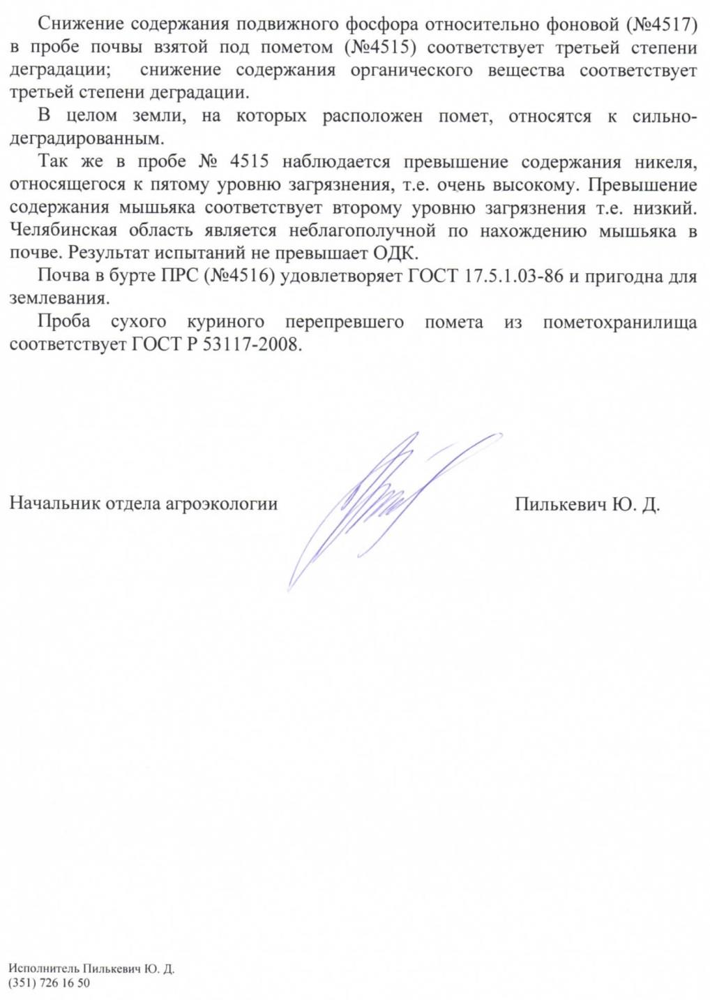 Снижение содержания подвижного фосфора относительно фоновой (№4517)
в пробе почвы взятой под пометом (№4515) соответствует третьей степени
деградации; снижение содержания органического вещества соответствует
третьей степени деградации.
В целом земли, на которых расположен помет, относятся к сильно-
деградированным.
Так же в пробе № 4515 наблюдается превышение содержания никеля,
относящегося к пятому уровню загрязнения, т.е. очень высокому. Превышение
содержания мышьяка соответствует второму уровню загрязнения т.е. низкий.
Челябинская область является неблагополучной по нахождению мышьяка в
почве. Результат испытаний не превышает ОДК.
Почва в бурте ПРС (№4516) удовлетворяет ГОСТ 17.5.1.03-86 и пригодна для
землевания.
Проба сухого куриного перепревшего помета из пометохранилища
соответствует ГОСТ Р 53117-2008.
Начальник отдела агроэкологии Пилькевич Ю. Д.
Исполнитель Пилькевич Ю. Д.
(351) 726 16 50